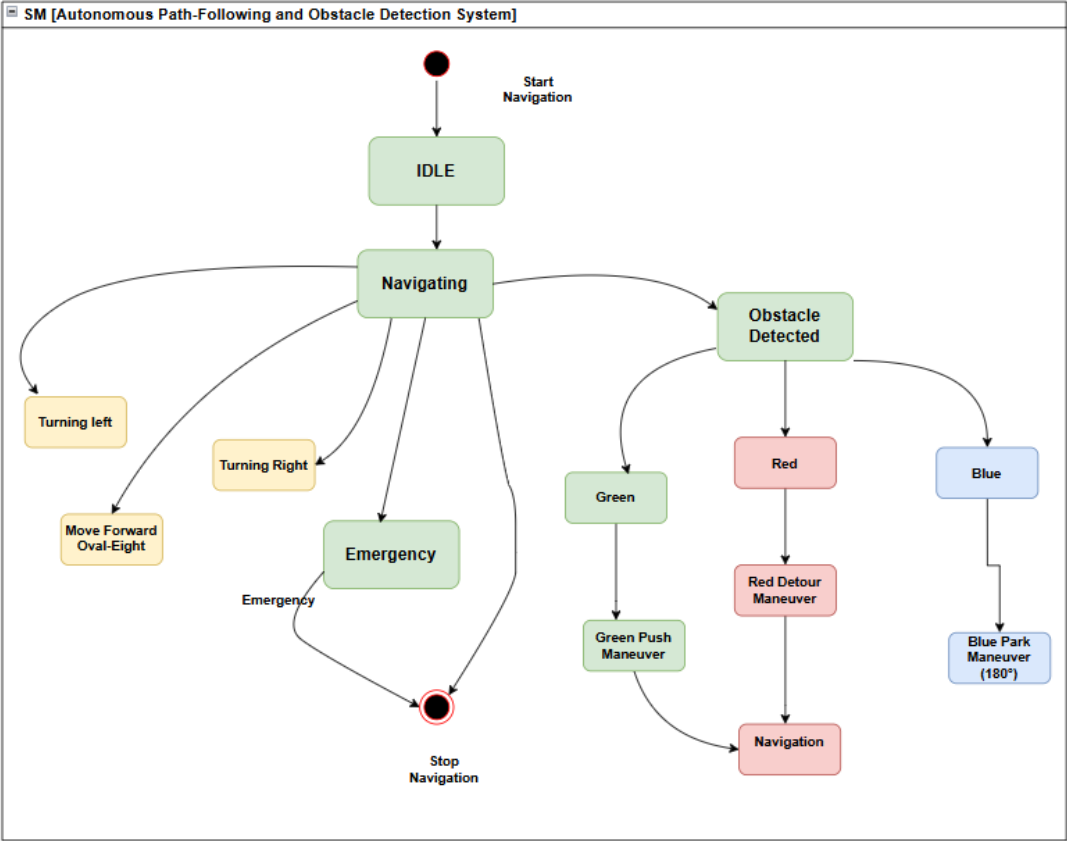 SM [Autonomous Path-Following and Obstacle Detection System]
Start
Navigation
IDLE
Navigating
Obstacle
Detected
Turning left
Turning Right
Red
Blue
Green
Move Forward
Oval-Eight
Emergency
Emergency
Red Detour
Maneuver
Green Push
Maneuver
Blue Park
Maneuver
(180°)
Navigation
Stop
Navigation